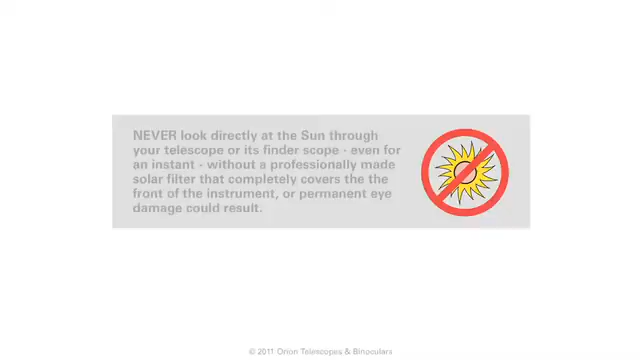 NEVER look directly at the Sun through
your telescope or its finder scope - even for
an instant - without a professionally made
solar filter that completely covers the the
front of the instrument, or permanent eye
damage could result.
© 2011 Orion Telescopes & Binoculars